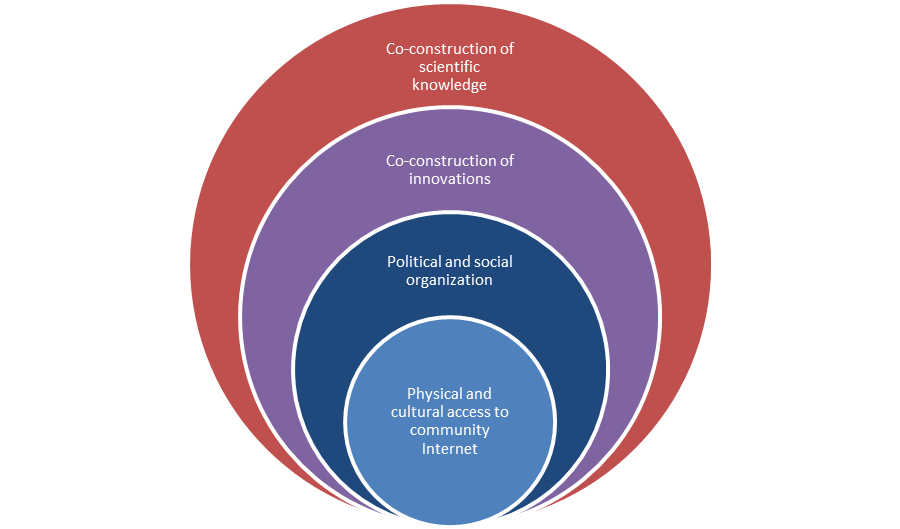 Co-construction of
scientific
knowledge
Co-construction of
innovations
Political and social
organization
Physical and
cultural access to
community
Internet